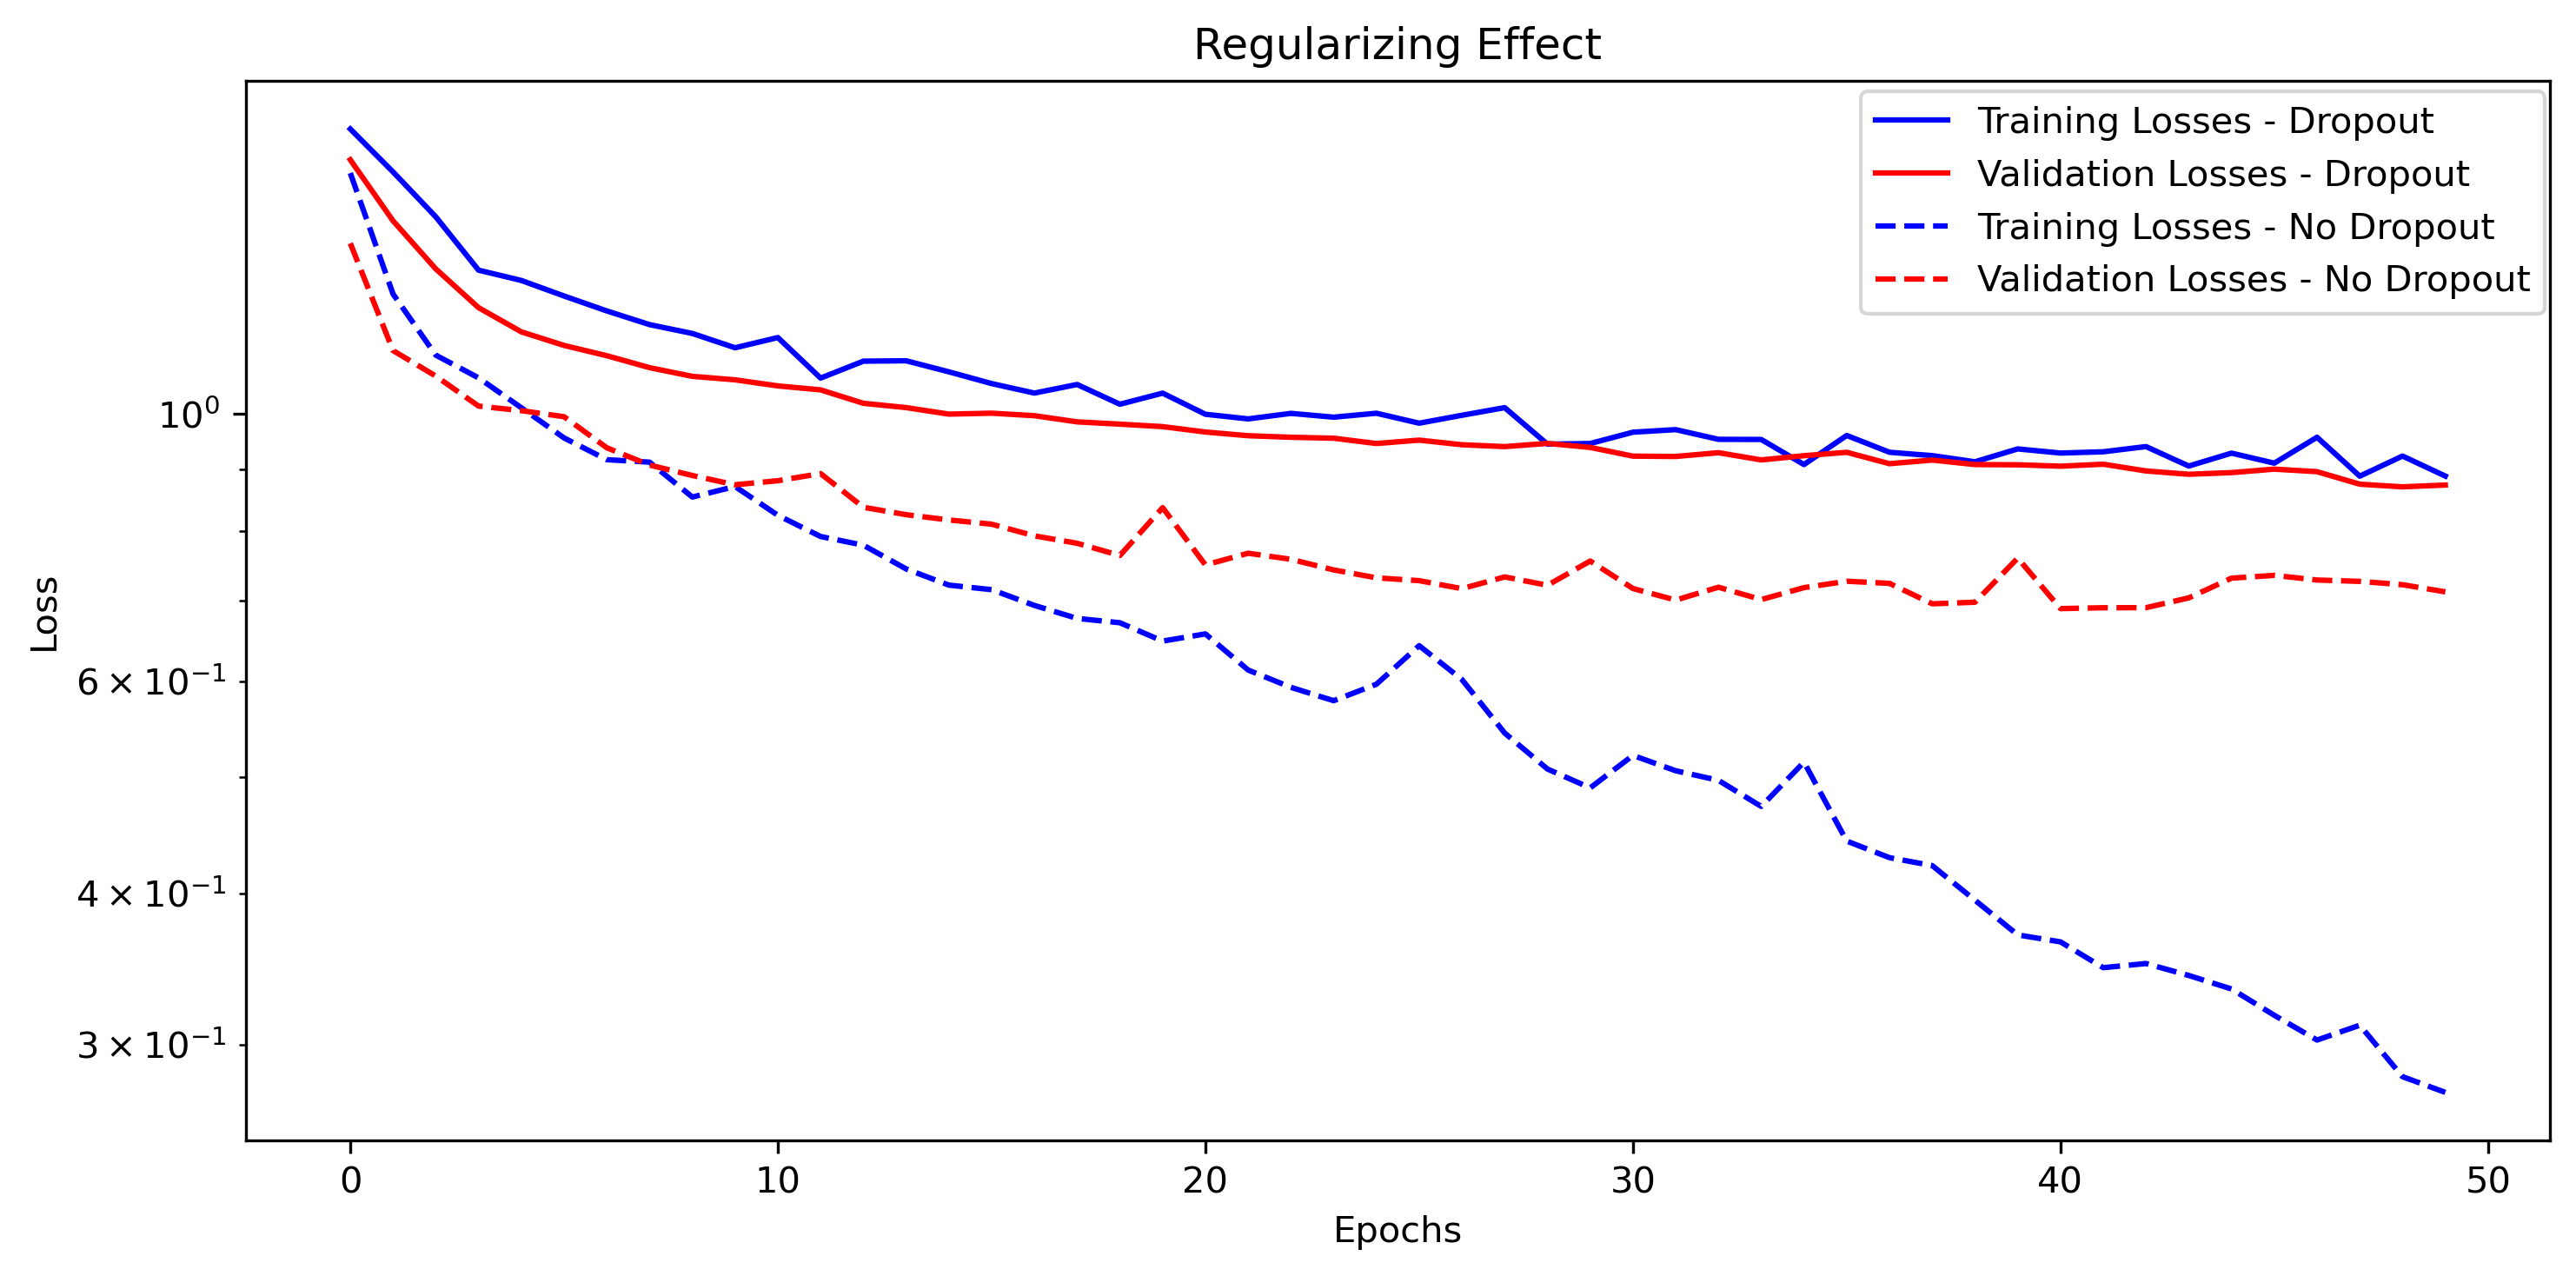 Regularizing Effect
Training Losses - Dropout
Validation Losses - Dropout
Training Losses - No Dropout
Validation Losses - No Dropout
10⁰
6 × 10⁻¹
4 × 10⁻¹
3 × 10⁻¹
Loss
0 10 20 30 40 50
Epochs